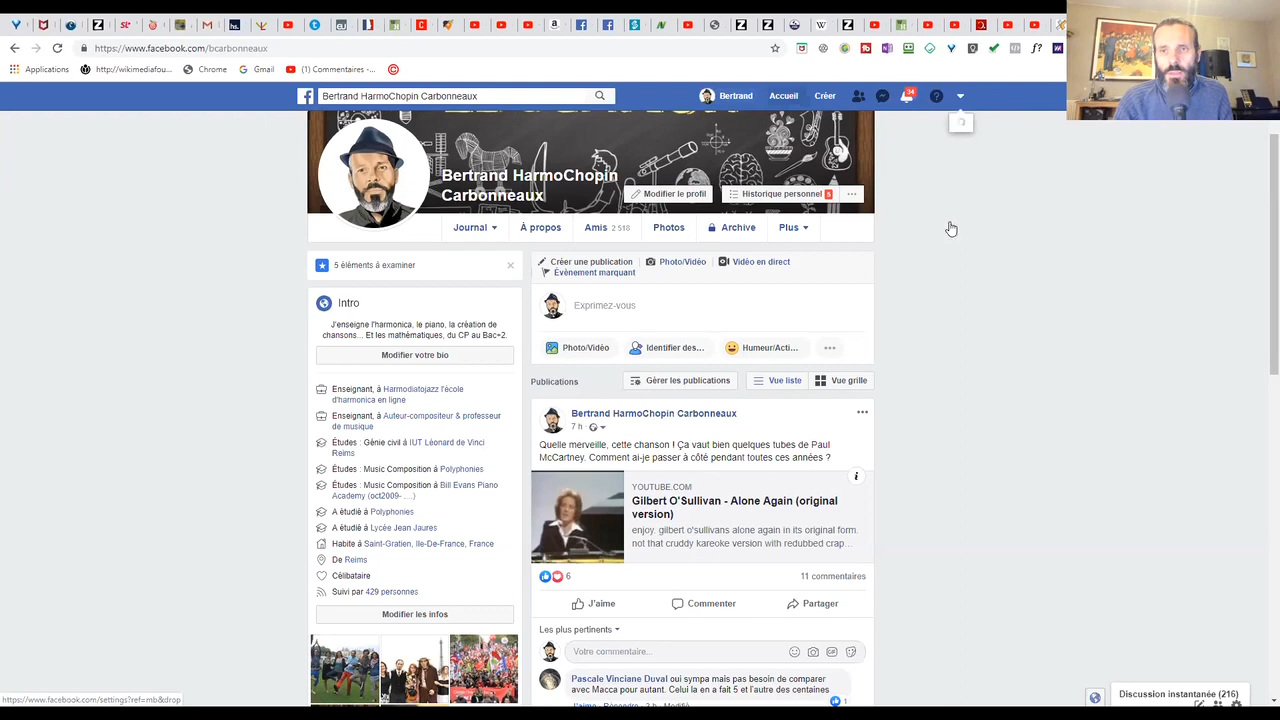 https://www.facebook.com/bcarbonneaux
Applications http://wikimediafou... Chrome Gmail (1) Commentaires -...
Bertrand HarmoChopin Carbonneaux
Bertrand Accueil Créer 34
Bertrand HarmoChopin
Carbonneaux
Modifier le profil Historique personnel 5
Journal À propos Amis 2 518 Photos Archive Plus
5 éléments à examiner
Intro
J'enseigne l'harmonica, le piano, la création de
chansons... Et les mathématiques, du CP au Bac+2.
Modifier votre bio
Enseignant, à Harmodiatojazz l'école
d'harmonica en ligne
Enseignant, à Auteur-compositeur & professeur
de musique
Études : Génie civil à IUT Léonard de Vinci
Reims
Études : Music Composition à Polyphonies
Études : Music Composition à Bill Evans Piano
Academy (oct2009- ....)
A étudié à Polyphonies
A étudié à Lycée Jean Jaures
Habite à Saint-Gratien, Ile-De-France, France
De Reims
Célibataire
Suivi par 429 personnes
Modifier les infos
Créer une publication Photo/Vidéo Vidéo en direct
Évènement marquant
Exprimez-vous
Photo/Vidéo Identifier des... Humeur/Acti...
Publications Gérer les publications Vue liste Vue grille
Bertrand HarmoChopin Carbonneaux
7 h
Quelle merveille, cette chanson ! Ça vaut bien quelques tubes de Paul
McCartney. Comment ai-je passer à côté pendant toutes ces années ?
YOUTUBE.COM
Gilbert O'Sullivan - Alone Again (original
version)
enjoy. gilbert o'sullivans alone again in its original form.
not that cruddy kareoke version with redubbed crap...
6 11 commentaires
J'aime Commenter Partager
Les plus pertinents
Votre commentaire...
Pascale Vinciane Duval oui sympa mais pas besoin de comparer
avec Macca pour autant. Celui la en a fait 5 et l'autre des centaines
1
J'aime · Répondre · 3 h · Modifié
https://www.facebook.com/settings?ref=mb&drop
Discussion instantanée (216)